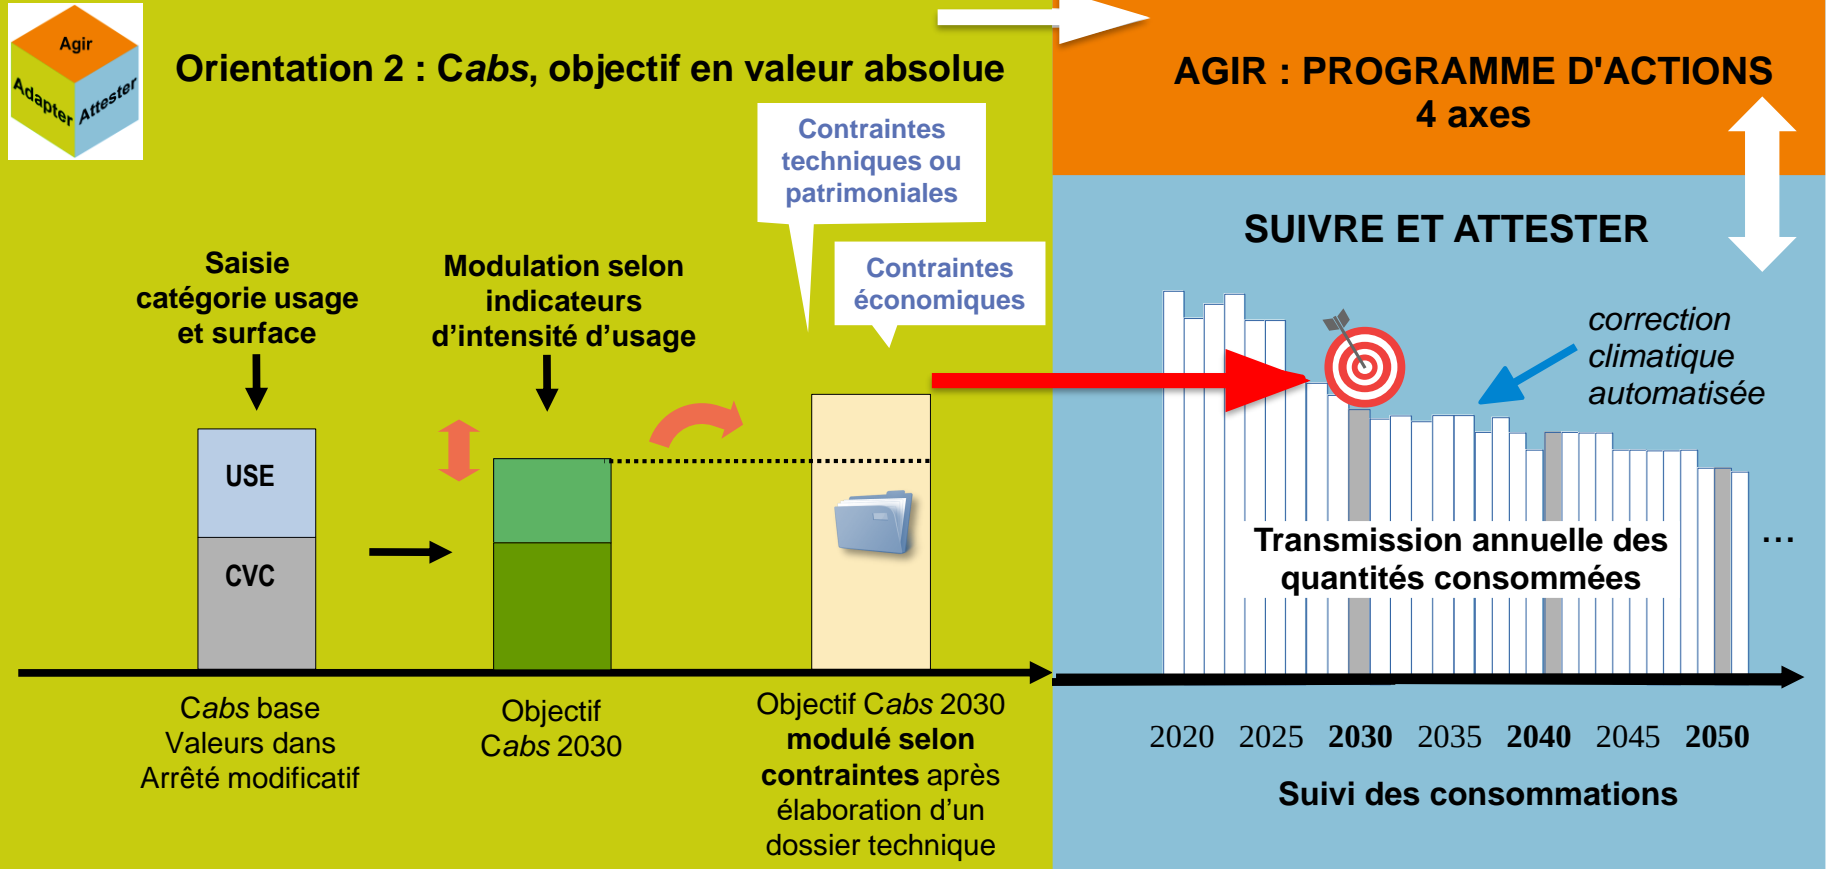 Agir
Adapter
Attester
Orientation 2 : Cabs, objectif en valeur absolue
Contraintes
techniques ou
patrimoniales
Contraintes
économiques
Saisie
catégorie usage
et surface
Modulation selon
indicateurs
d’intensité d’usage
USE
CVC
Cabs base
Valeurs dans
Arrêté modificatif
Objectif
Cabs 2030
Objectif Cabs 2030
modulé selon
contraintes après
élaboration d’un
dossier technique
AGIR : PROGRAMME D'ACTIONS
4 axes
SUIVRE ET ATTESTER
correction
climatique
automatisée
Transmission annuelle des
quantités consommées
...
2020 2025 2030 2035 2040 2045 2050
Suivi des consommations